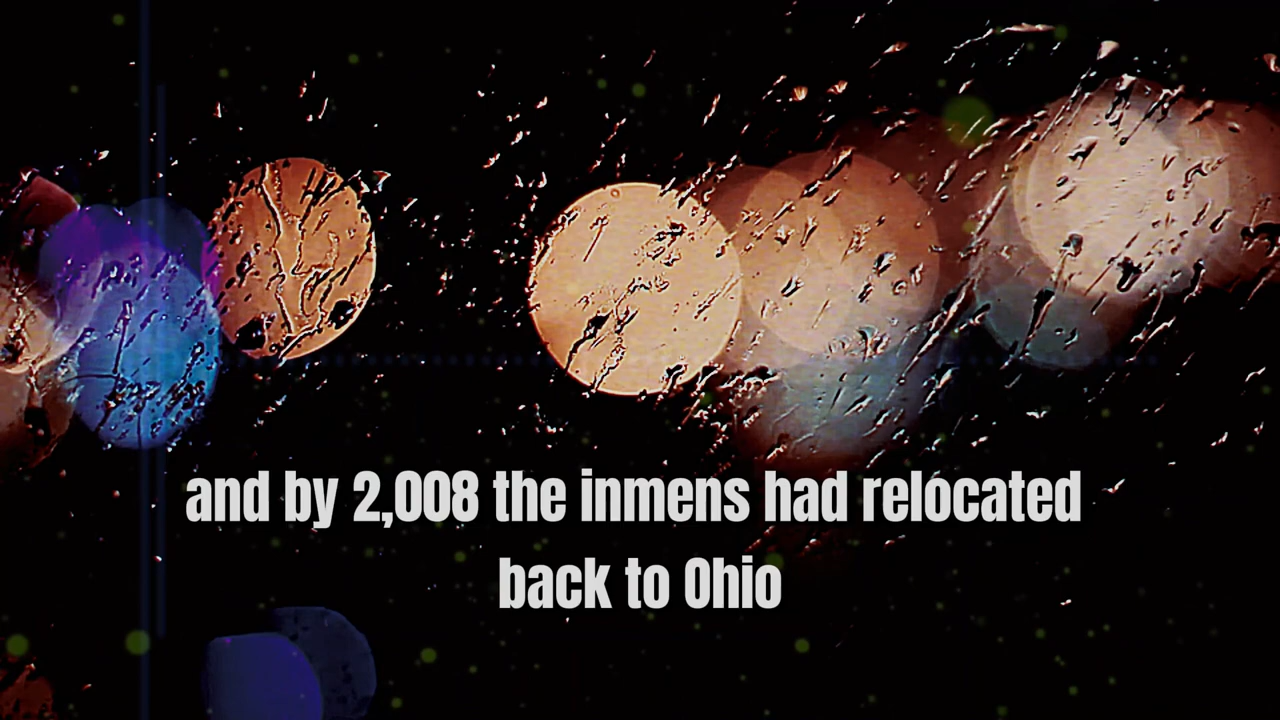 and by 2,008 the inmens had relocated
back to Ohio